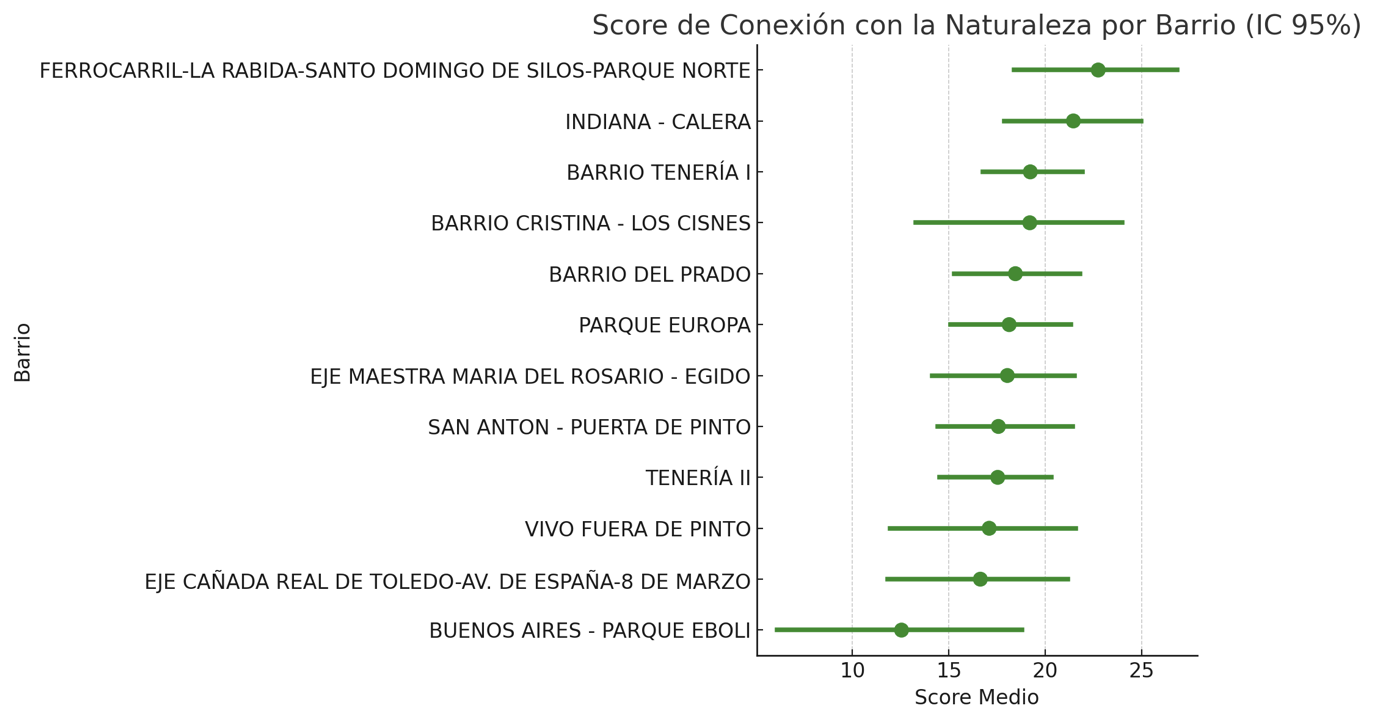 Score de Conexión con la Naturaleza por Barrio (IC 95%)
FERROCARRIL-LA RABIDA-SANTO DOMINGO DE SILOS-PARQUE NORTE
INDIANA - CALERA
BARRIO TENERÍA I
BARRIO CRISTINA - LOS CISNES
BARRIO DEL PRADO
PARQUE EUROPA
EJE MAESTRA MARIA DEL ROSARIO - EGIDO
SAN ANTON - PUERTA DE PINTO
TENERÍA II
VIVO FUERA DE PINTO
EJE CAÑADA REAL DE TOLEDO-AV. DE ESPAÑA-8 DE MARZO
BUENOS AIRES - PARQUE EBOLI
Barrio
10 15 20 25
Score Medio